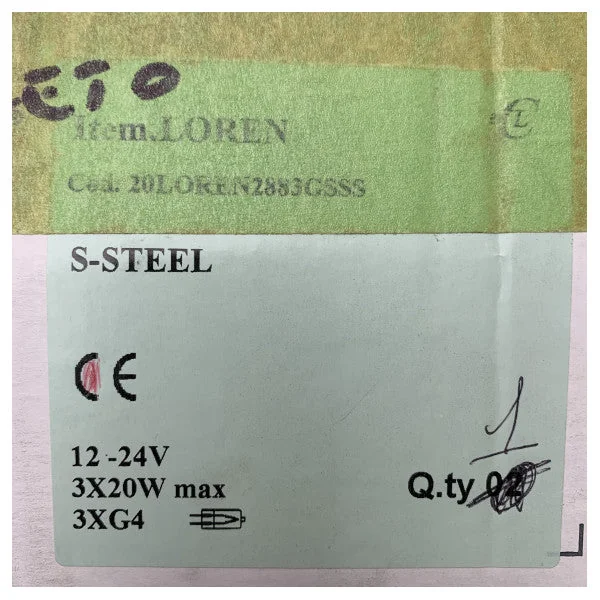 ETO
Item.LOREN
Cod. 20LOREN2883GSSS
S-STEEL
CE
12 -24V
3X20W max
3XG4
1
Q.ty 02